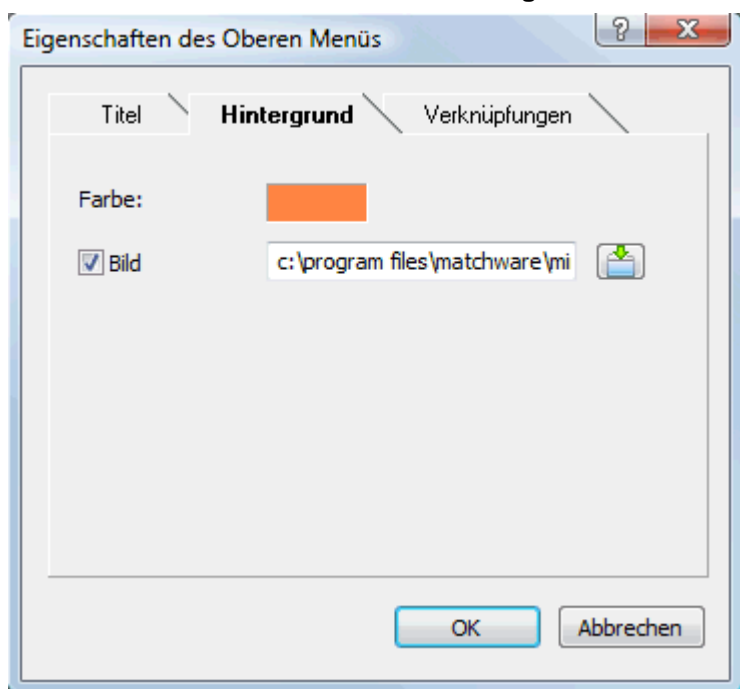 Eigenschaften des Oberen Menüs
Titel Hintergrund Verknüpfungen
Farbe:
Bild c:\program files\matchware\mi
OK Abbrechen